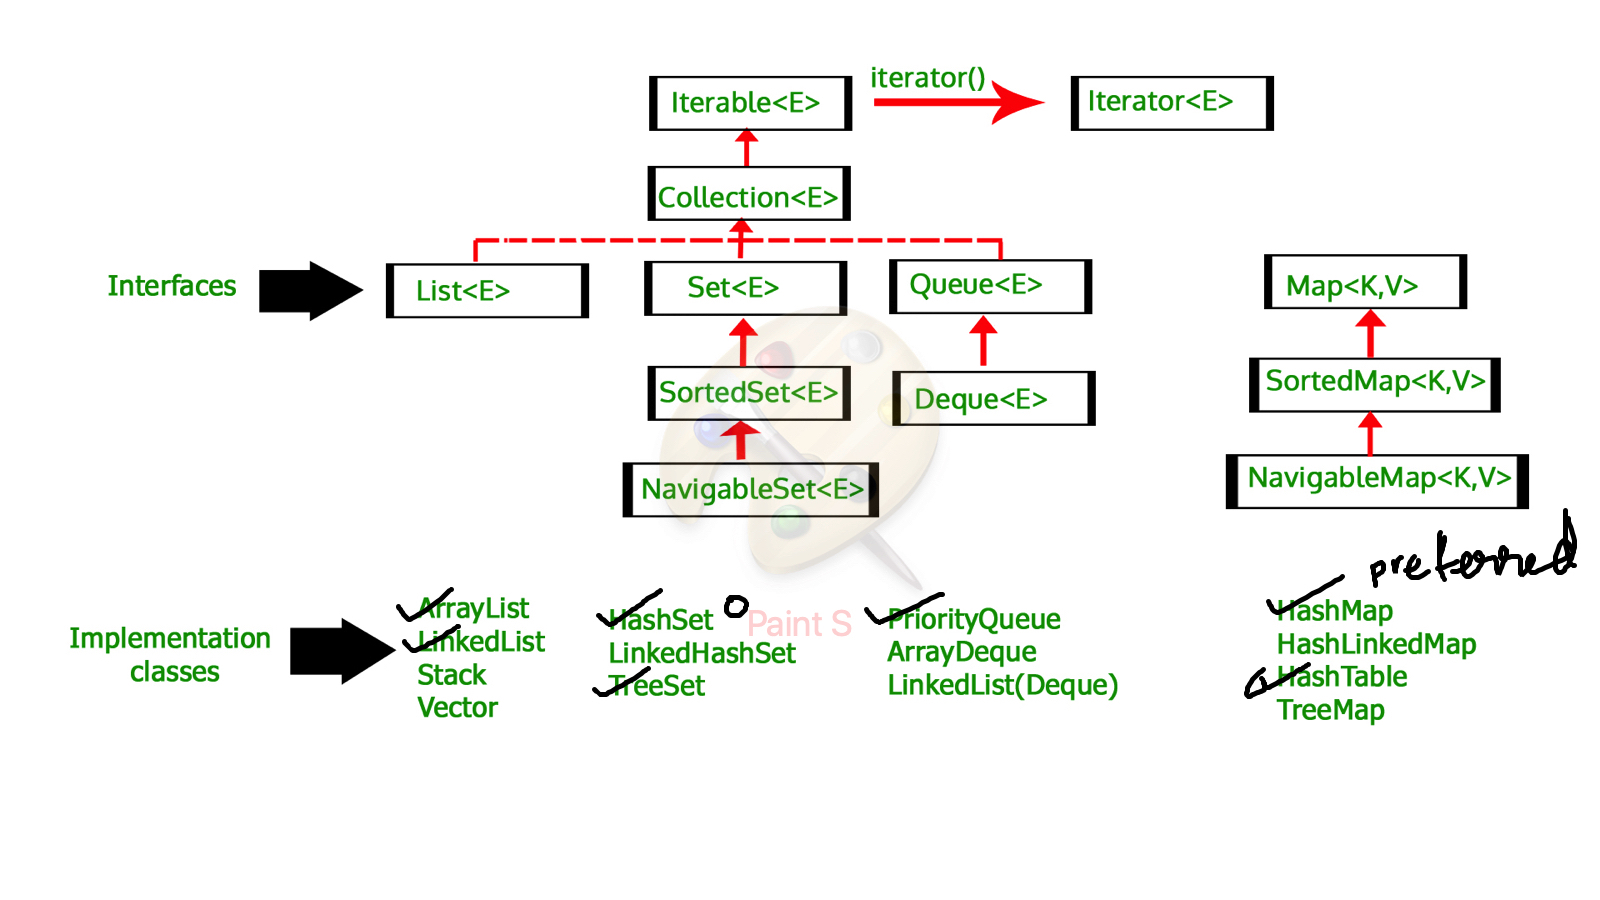 iterator()
Iterable<E>
Iterator<E>
Collection<E>
Interfaces
List<E>
Set<E>
Queue<E>
Map<K,V>
SortedSet<E>
Deque<E>
SortedMap<K,V>
NavigableSet<E>
NavigableMap<K,V>
preferred
Implementation
classes
ArrayList
LinkedList
Stack
Vector
HashSet
LinkedHashSet
TreeSet
Paint S
PriorityQueue
ArrayDeque
LinkedList(Deque)
HashMap
HashLinkedMap
HashTable
TreeMap